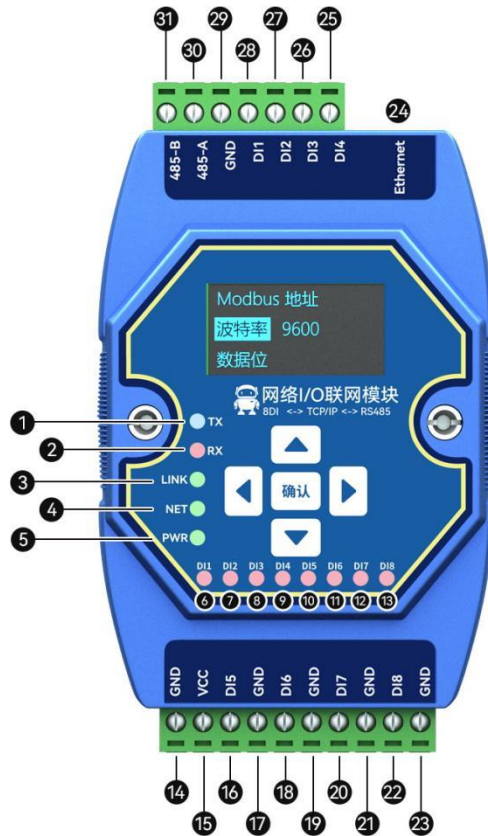 31 30 29 28 27 26 25
24
485-B 485-A GND DI1 DI2 DI3 DI4 Ethernet
Modbus 地址
波特率 9600
数据位
网络I/O联网模块
8DI <-> TCP/IP <-> RS485
1 TX
2 RX
3 LINK
4 NET
5 PWR
确认
DI1 DI2 DI3 DI4 DI5 DI6 DI7 DI8
6 7 8 9 10 11 12 13
GND VCC DI5 GND DI6 GND DI7 GND DI8 GND
14 15 16 17 18 19 20 21 22 23